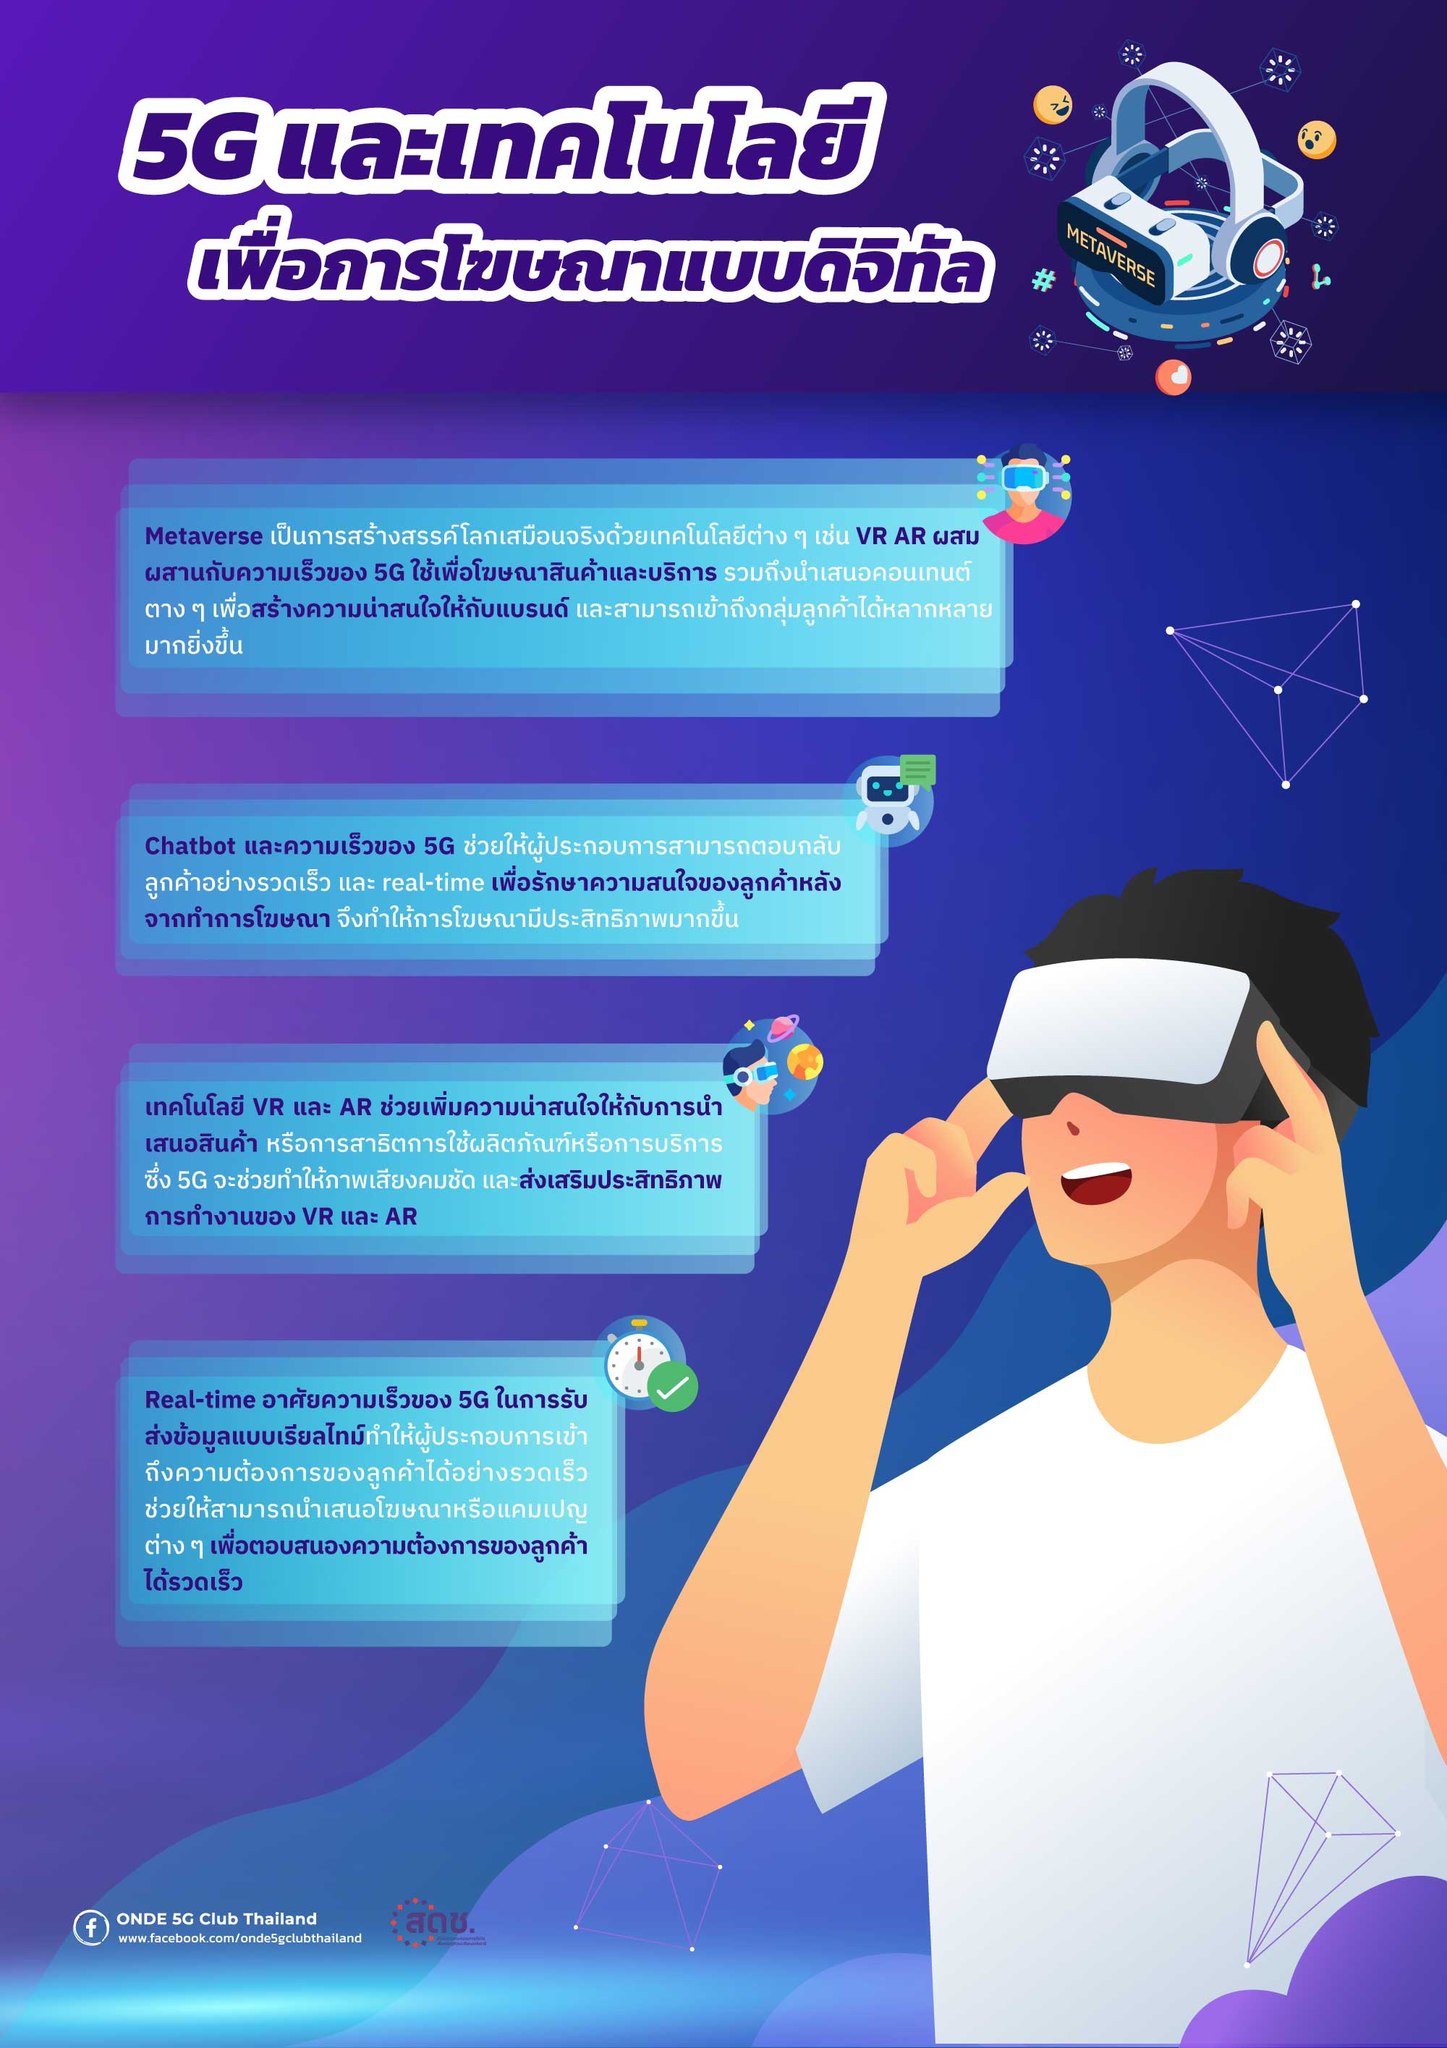 5G และเทคโนโลยี
เพื่อการโฆษณาแบบดิจิทัล
METAVERSE
#
Metaverse เป็นการสร้างสรรค์โลกเสมือนจริงด้วยเทคโนโลยีต่าง ๆ เช่น VR AR ผสม
ผสานกับความเร็วของ 5G ใช้เพื่อโฆษณาสินค้าและบริการ รวมถึงนำเสนอคอนเทนต์
ตาง ๆ เพื่อสร้างความน่าสนใจให้กับแบรนด์ และสามารถเข้าถึงกลุ่มลูกค้าได้หลากหลาย
มากยิ่งขึ้น
Chatbot และความเร็วของ 5G ช่วยให้ผู้ประกอบการสามารถตอบกลับ
ลูกค้าอย่างรวดเร็ว และ real-time เพื่อรักษาความสนใจของลูกค้าหลัง
จากทำการโฆษณา จึงทำให้การโฆษณามีประสิทธิภาพมากขึ้น
เทคโนโลยี VR และ AR ช่วยเพิ่มความน่าสนใจให้กับการนำ
เสนอสินค้า หรือการสาธิตการใช้ผลิตภัณฑ์หรือการบริการ
ซึ่ง 5G จะช่วยทำให้ภาพเสียงคมชัด และส่งเสริมประสิทธิภาพ
การทำงานของ VR และ AR
Real-time อาศัยความเร็วของ 5G ในการรับ
ส่งข้อมูลแบบเรียลไทม์ทำให้ผู้ประกอบการเข้า
ถึงความต้องการของลูกค้าได้อย่างรวดเร็ว
ช่วยให้สามารถนำเสนอโฆษณาหรือแคมเปญ
ต่าง ๆ เพื่อตอบสนองความต้องการของลูกค้า
ได้รวดเร็ว
ONDE 5G Club Thailand
www.facebook.com/onde5gclubthailand
สดช.